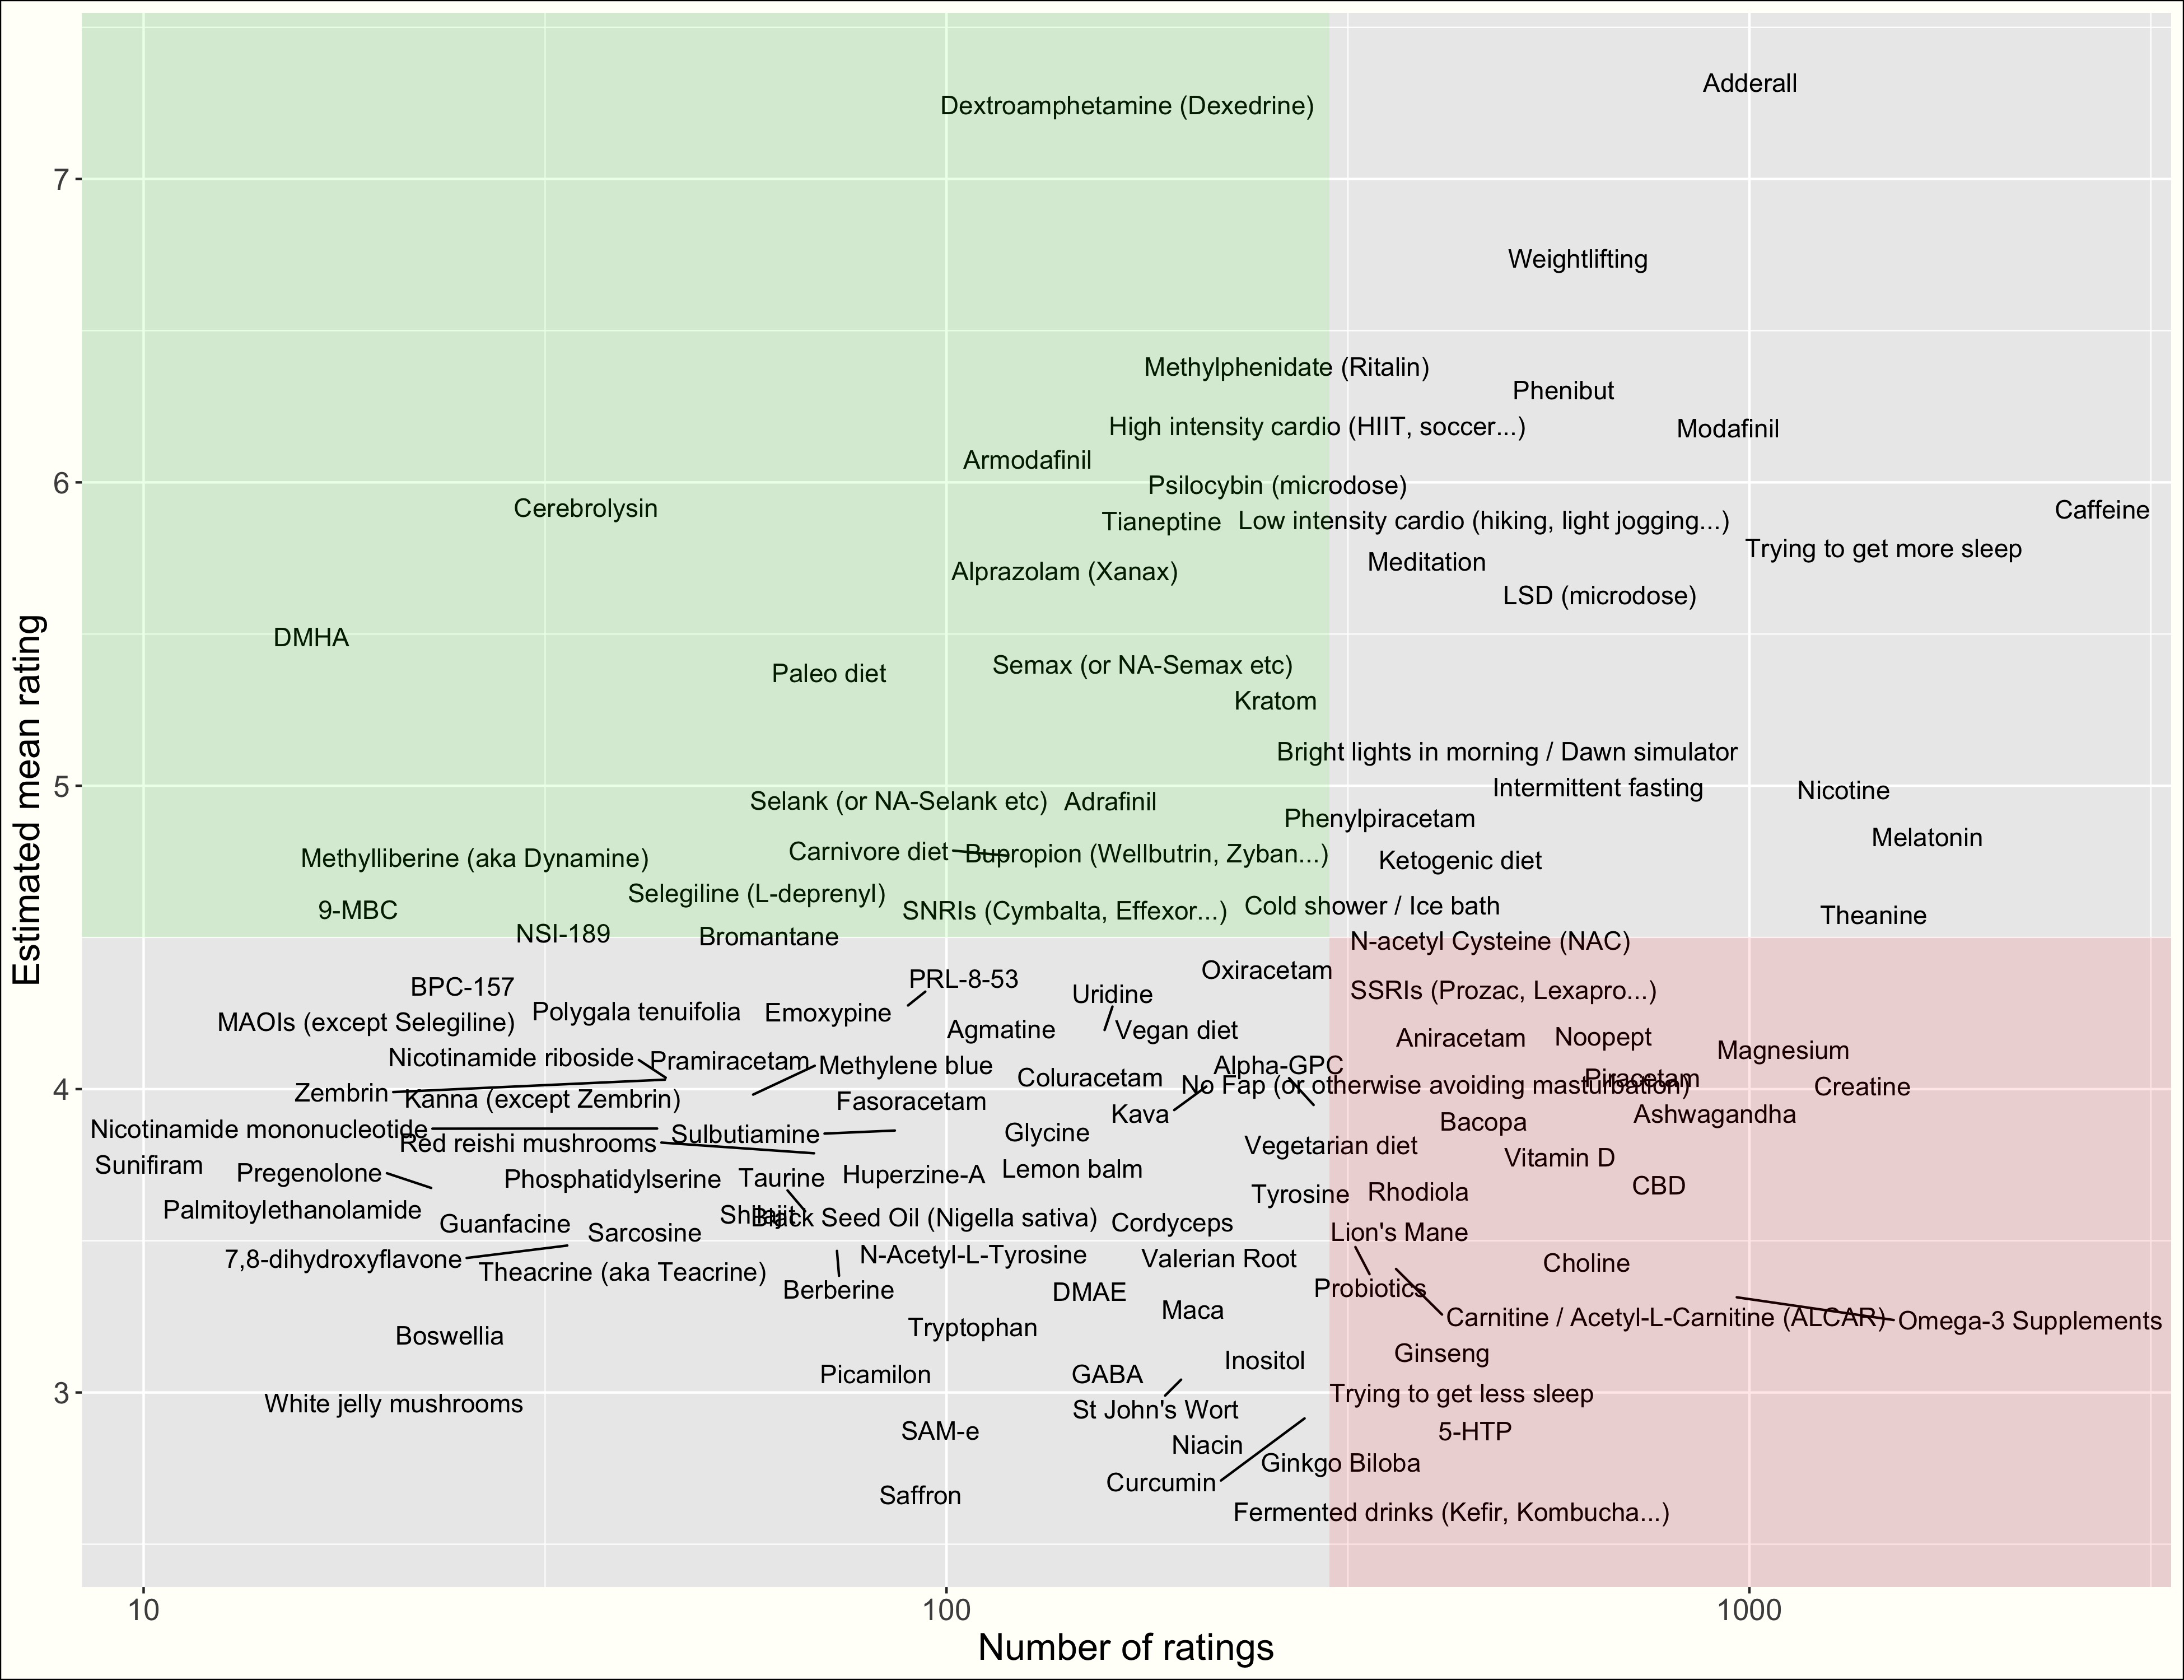 Adderall
Dextroamphetamine (Dexedrine)
7
Weightlifting
Methylphenidate (Ritalin)
Phenibut
High intensity cardio (HIIT, soccer...)
Modafinil
Armodafinil
6
Psilocybin (microdose)
Cerebrolysin
Caffeine
Tianeptine
Low intensity cardio (hiking, light jogging...)
Trying to get more sleep
Meditation
Alprazolam (Xanax)
LSD (microdose)
DMHA
Semax (or NA-Semax etc)
Paleo diet
Kratom
Bright lights in morning / Dawn simulator
5
Intermittent fasting
Nicotine
Selank (or NA-Selank etc)
Adrafinil
Phenylpiracetam
Melatonin
Carnivore diet
Bupropion (Wellbutrin, Zyban...)
Methylliberine (aka Dynamine)
Ketogenic diet
Selegiline (L-deprenyl)
Cold shower / Ice bath
9-MBC
SNRIs (Cymbalta, Effexor...)
Theanine
NSI-189
Bromantane
N-acetyl Cysteine (NAC)
Oxiracetam
PRL-8-53
BPC-157
Uridine
SSRIs (Prozac, Lexapro...)
Polygala tenuifolia
Emoxypine
MAOIs (except Selegiline)
Agmatine
Vegan diet
Aniracetam
Noopept
Magnesium
Nicotinamide riboside
Pramiracetam
Methylene blue
Alpha-GPC
Coluracetam
Piracetam
4
No Fap (or otherwise avoiding masturbation)
Creatine
Zembrin
Kanna (except Zembrin)
Fasoracetam
Kava
Ashwagandha
Bacopa
Nicotinamide mononucleotide
Red reishi mushrooms
Sulbutiamine
Glycine
Vegetarian diet
Vitamin D
Sunifiram
Pregenolone
Phosphatidylserine
Taurine
Huperzine-A
Lemon balm
CBD
Tyrosine
Rhodiola
Palmitoylethanolamide
Guanfacine
Sarcosine
Shilajit
Black Seed Oil (Nigella sativa)
Cordyceps
Lion's Mane
7,8-dihydroxyflavone
Theacrine (aka Teacrine)
N-Acetyl-L-Tyrosine
Valerian Root
Choline
Berberine
DMAE
Probiotics
Maca
Carnitine / Acetyl-L-Carnitine (ALCAR)
Omega-3 Supplements
Boswellia
Tryptophan
Ginseng
Inositol
Picamilon
GABA
3
Trying to get less sleep
White jelly mushrooms
St John's Wort
SAM-e
5-HTP
Niacin
Ginkgo Biloba
Curcumin
Saffron
Fermented drinks (Kefir, Kombucha...)
Estimated mean rating
10
100
1000
Number of ratings